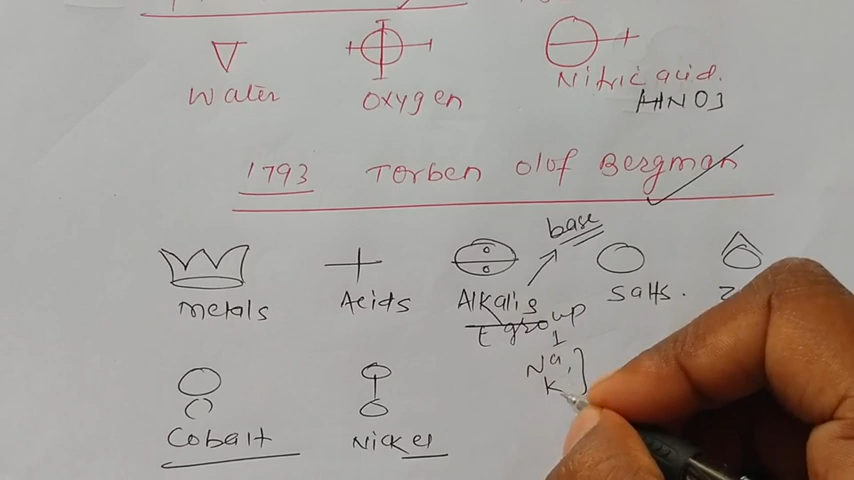 Water
Oxygen
Nitric acid.
HNO3
1793 Torben Olof Bergman
base
Metals
Acids
Alkalis
Salts.
group
1
Na,
K
Cobalt
Nickel